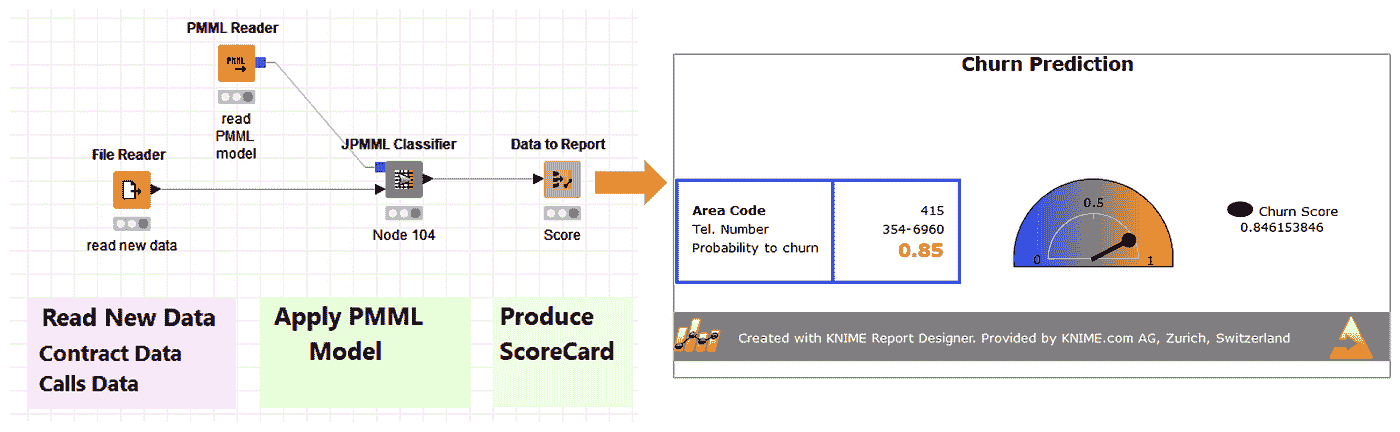 PMML Reader
PMML
read
PMML
model
File Reader
read new data
JPMML Classifier
Node 104
Data to Report
Score
Read New Data
Contract Data
Calls Data
Apply PMML
Model
Produce
ScoreCard
Churn Prediction
Area Code 415
Tel. Number 354-6960
Probability to churn 0.85
0.5
0 1
Churn Score
0.846153846
Created with KNIME Report Designer. Provided by KNIME.com AG, Zurich, Switzerland